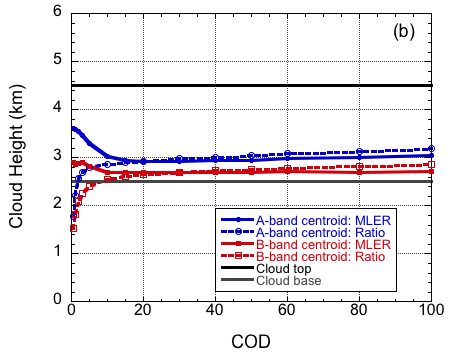 6
5
4
3
2
1
0
Cloud Height (km)
(b)
A-band centroid: MLER
A-band centroid: Ratio
B-band centroid: MLER
B-band centroid: Ratio
Cloud top
Cloud base
0 20 40 60 80 100
COD